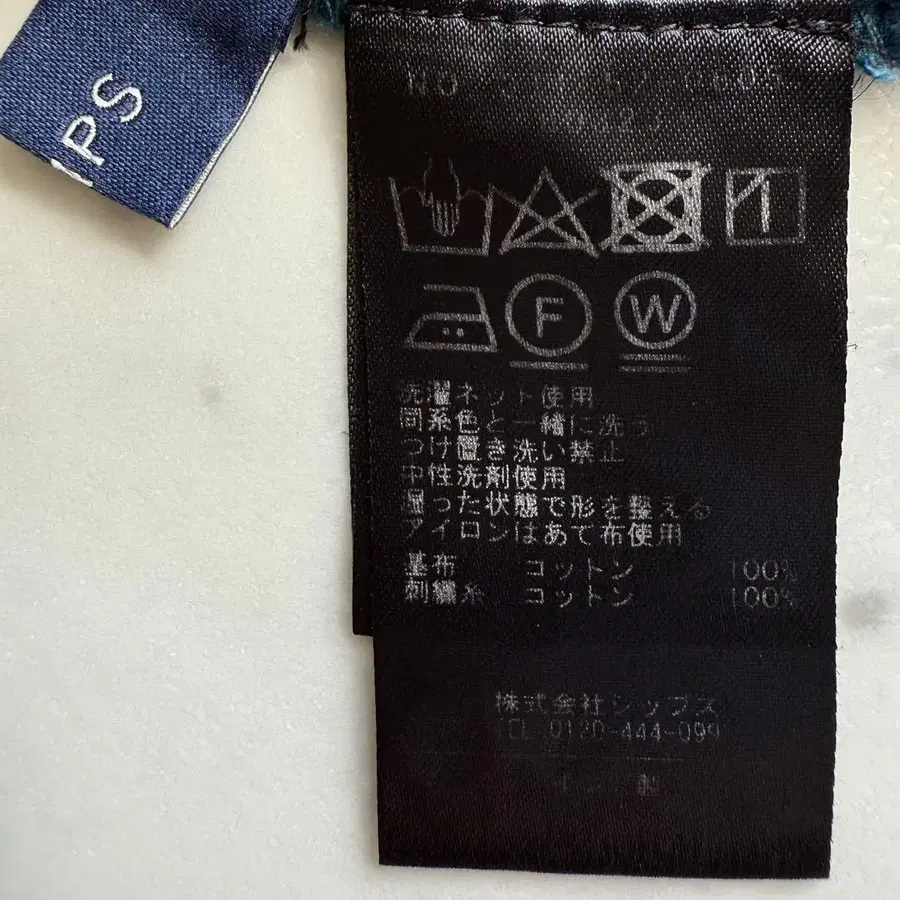 IPS
No
F
W
洗濯ネット使用
同系色と一緒に洗う
つけ置き洗い禁止
中性洗剤使用
湿った状態で形を整える
アイロンはあて布使用
基布 コットン 100%
刺繍糸 コットン 100%
株式会社シップス
TEL 0120-444-099
製